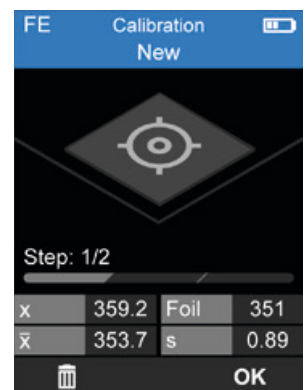 FE Calibration
New
Step: 1/2
x 359.2 Foil 351
x̅ 353.7 s 0.89
OK